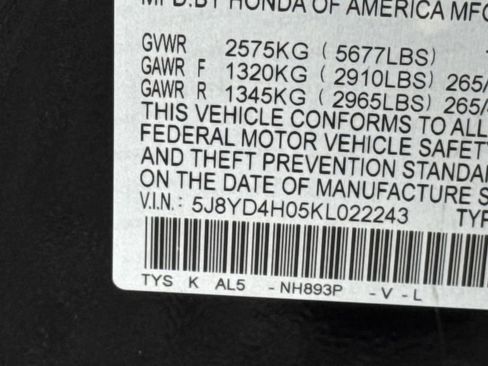 MFD.BY HONDA OF AMERICA MFG
GVWR 2575KG ( 5677LBS)
GAWR F 1320KG ( 2910LBS) 265/
GAWR R 1345KG ( 2965LBS) 265/
THIS VEHICLE CONFORMS TO ALL
FEDERAL MOTOR VEHICLE SAFETY
AND THEFT PREVENTION STANDARD
ON THE DATE OF MANUFACTURE S
V.I.N.: 5J8YD4H05KL022243 TYP
TYS K AL5 - NH893P - V - L